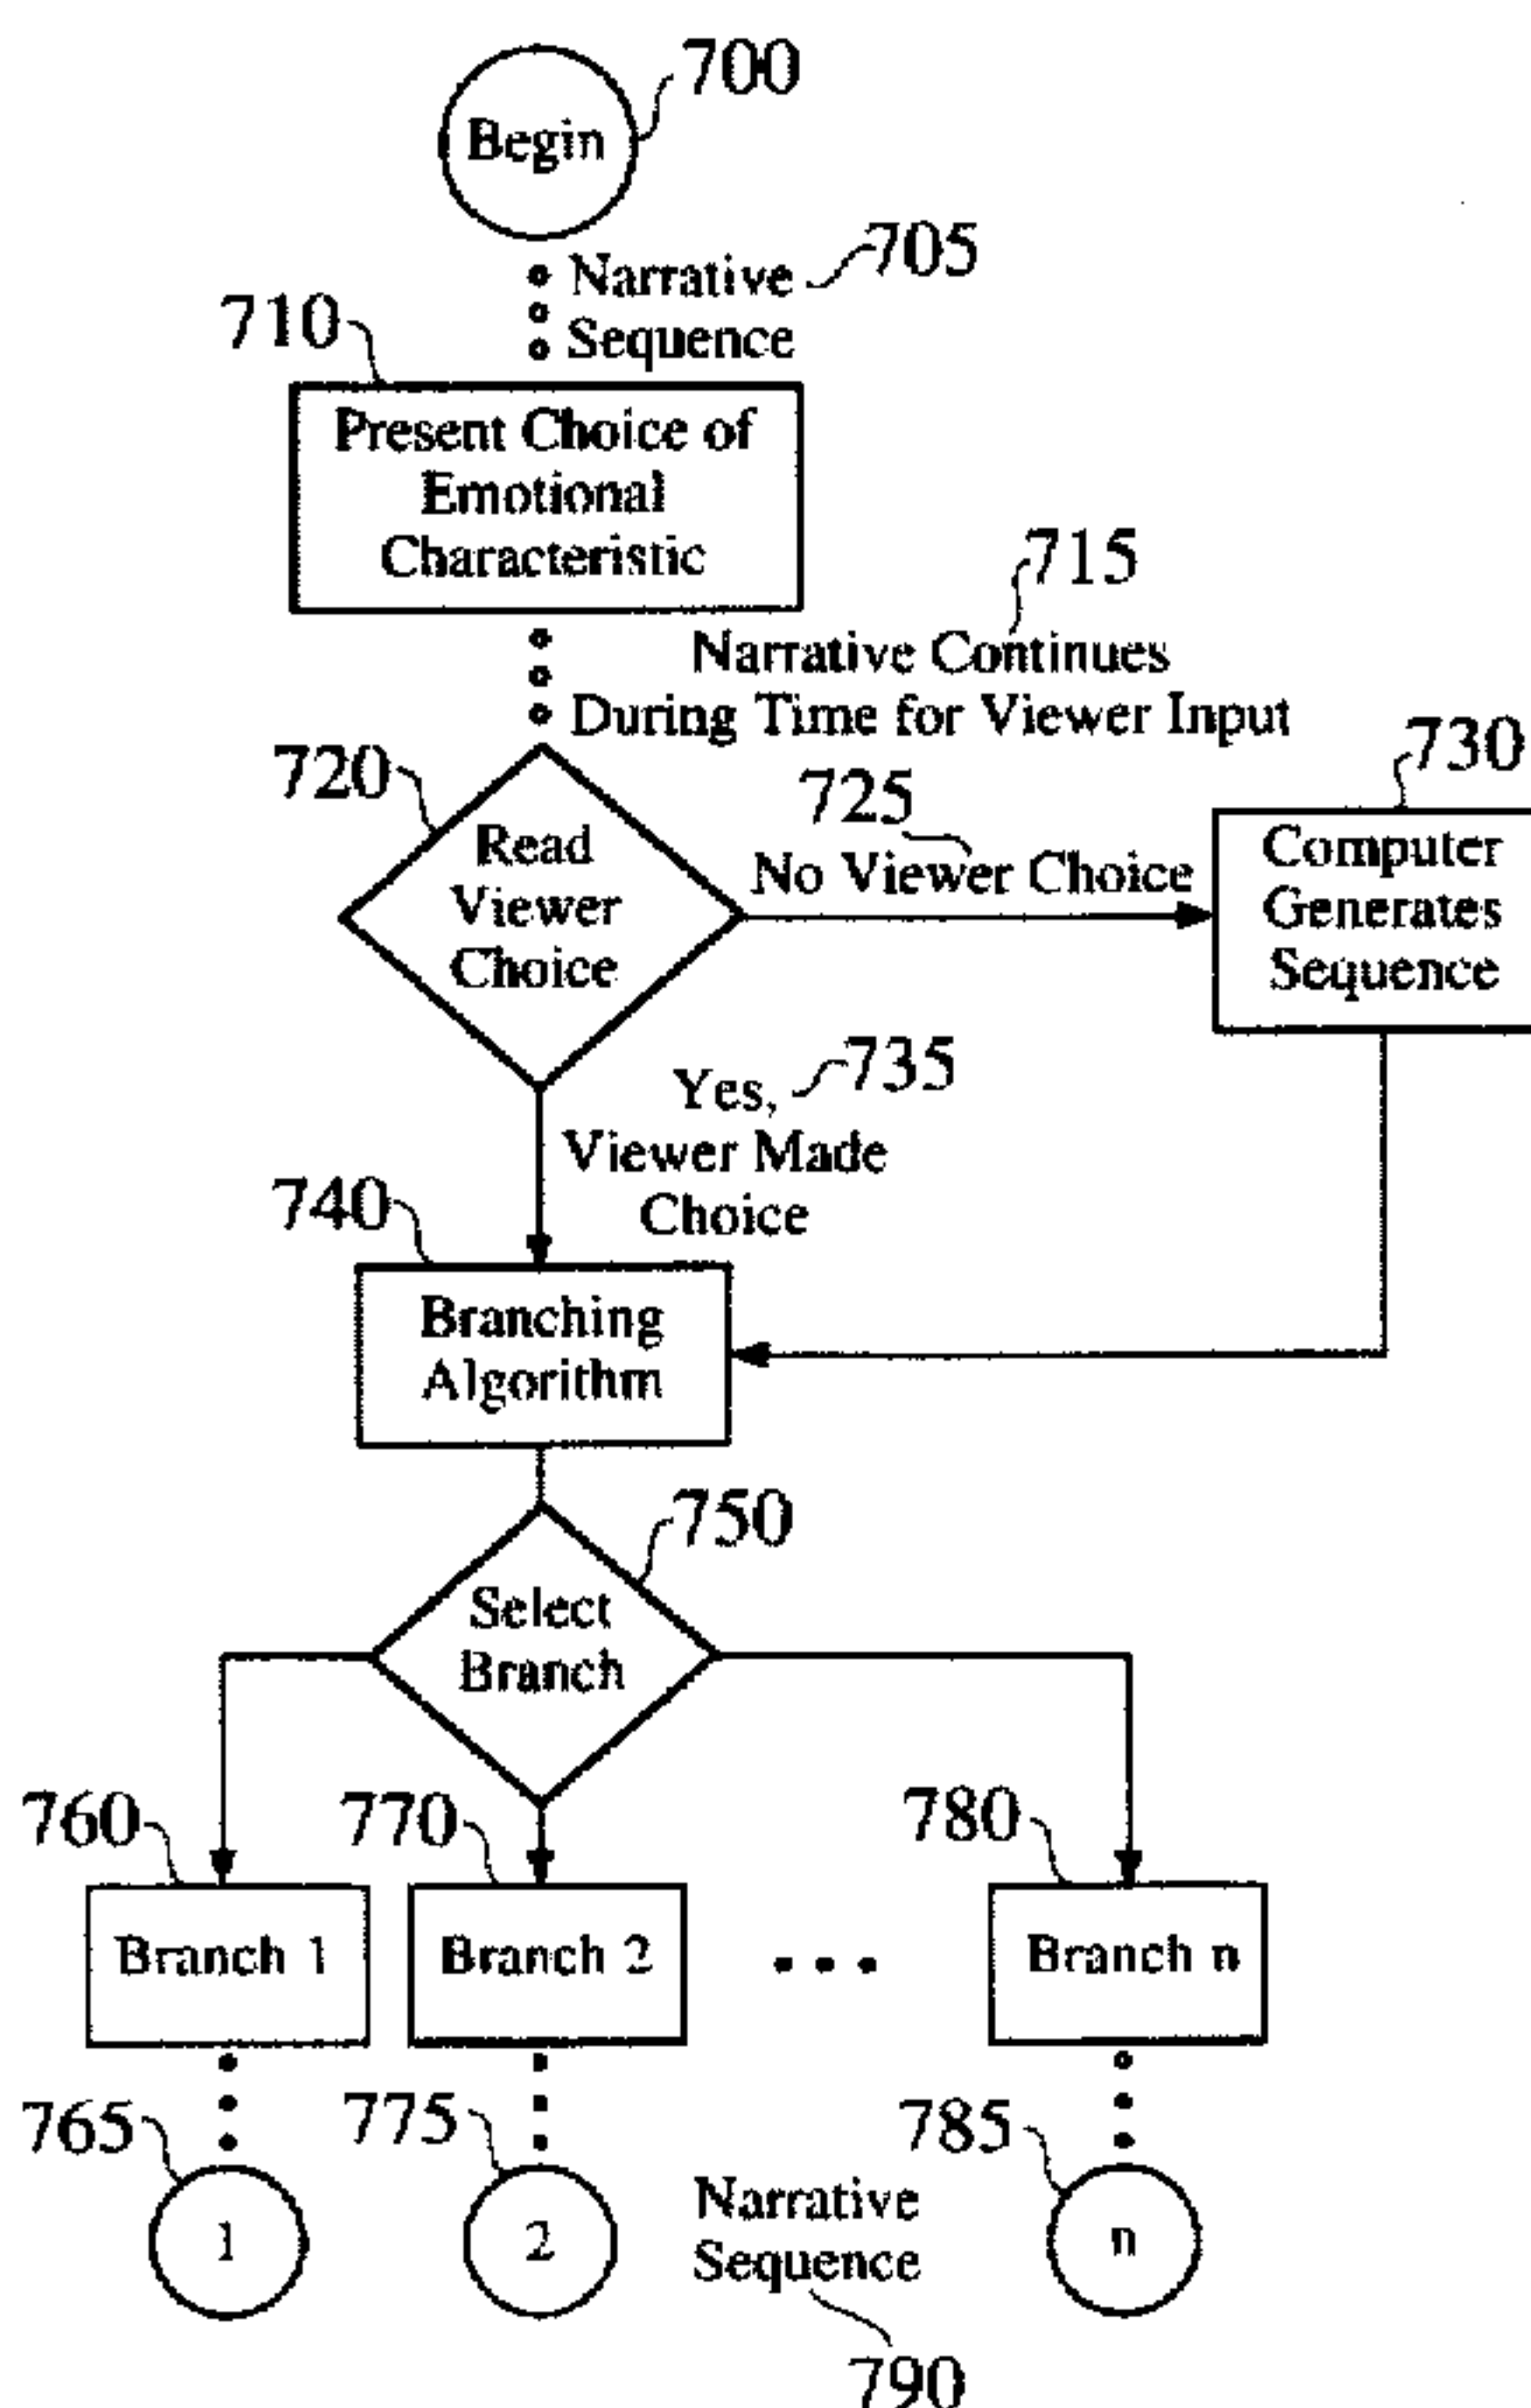 700
Begin
705
Narrative
Sequence
710
Present Choice of
Emotional
Characteristic
715
Narrative Continues
During Time for Viewer Input
720
Read
Viewer
Choice
725
No Viewer Choice
730
Computer
Generates
Sequence
735
Yes,
Viewer Made
Choice
740
Branching
Algorithm
750
Select
Branch
760
Branch 1
770
Branch 2
780
Branch n
765
1
775
2
785
n
Narrative
Sequence
790